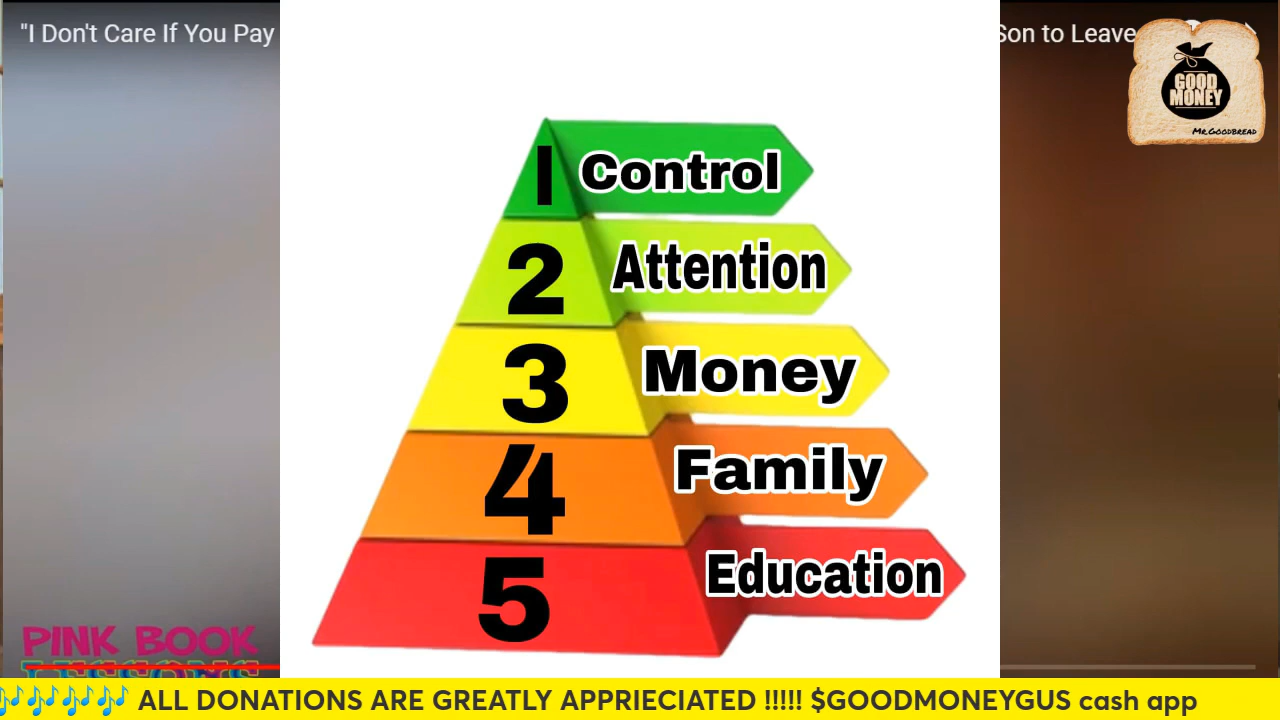 "I Don't Care If You Pay
Son to Leave
GOOD
MONEY
Mr.Goodbread
1 Control
2 Attention
3 Money
4 Family
5 Education
PINK BOOK
LESSONS
🎶🎶🎶🎶🎶 ALL DONATIONS ARE GREATLY APPRIECIATED !!!!! $GOODMONEYGUS cash app